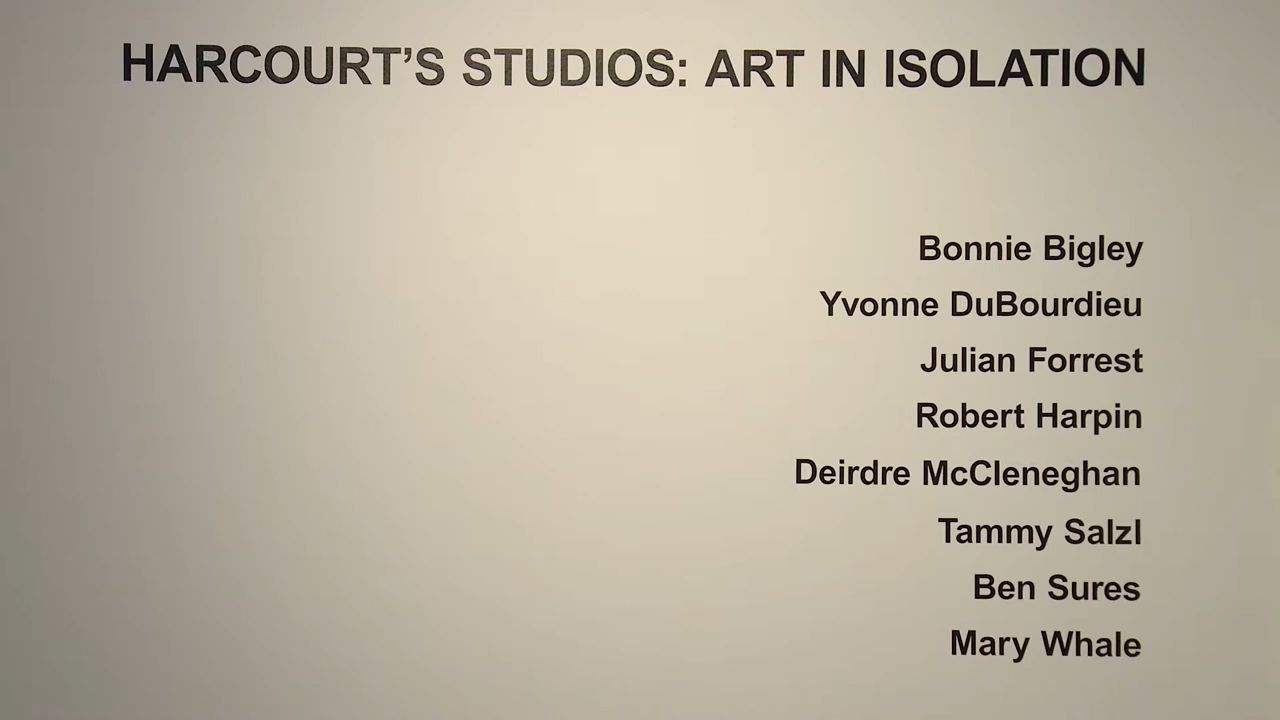 HARCOURT’S STUDIOS: ART IN ISOLATION
Bonnie Bigley
Yvonne DuBourdieu
Julian Forrest
Robert Harpin
Deirdre McCleneghan
Tammy Salzl
Ben Sures
Mary Whale